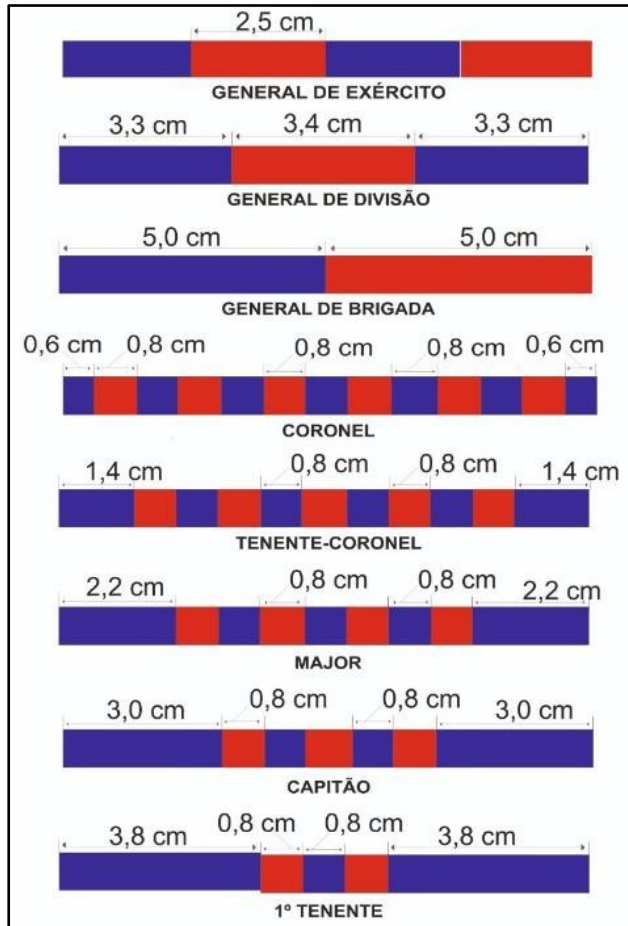 2,5 cm
GENERAL DE EXÉRCITO
3,3 cm 3,4 cm 3,3 cm
GENERAL DE DIVISÃO
5,0 cm 5,0 cm
GENERAL DE BRIGADA
0,6 cm 0,8 cm 0,8 cm 0,8 cm 0,6 cm
CORONEL
1,4 cm 0,8 cm 0,8 cm 1,4 cm
TENENTE-CORONEL
2,2 cm 0,8 cm 0,8 cm 2,2 cm
MAJOR
3,0 cm 0,8 cm 0,8 cm 3,0 cm
CAPITÃO
3,8 cm 0,8 cm 0,8 cm 3,8 cm
1º TENENTE